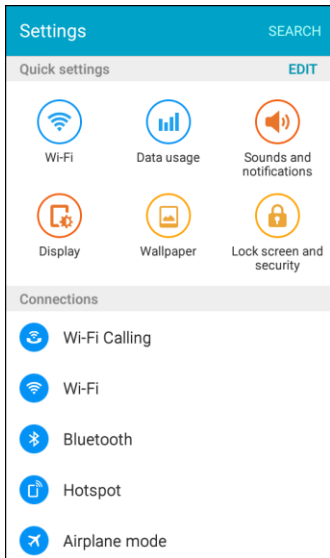 Settings SEARCH
Quick settings EDIT
Wi-Fi Data usage Sounds and
notifications
Display Wallpaper Lock screen and
security
Connections
Wi-Fi Calling
Wi-Fi
Bluetooth
Hotspot
Airplane mode